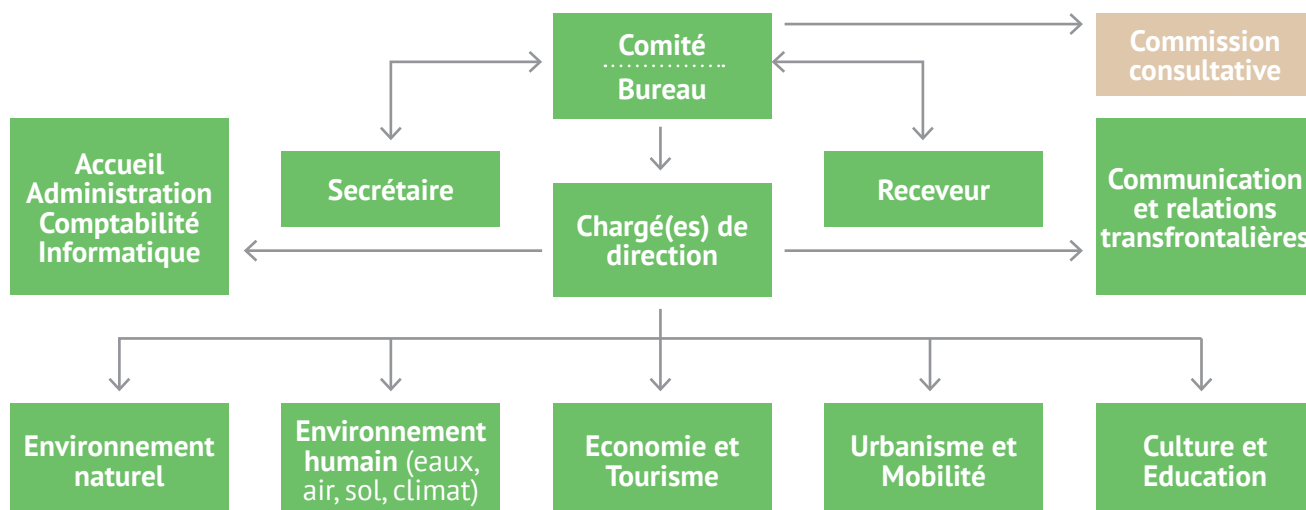 Comité
Bureau
Commission
consultative
Accueil
Administration
Comptabilité
Informatique
Secrétaire
Chargé(es) de
direction
Receveur
Communication
et relations
transfrontalières
Environnement
naturel
Environnement
humain (eaux,
air, sol, climat)
Economie et
Tourisme
Urbanisme et
Mobilité
Culture et
Education